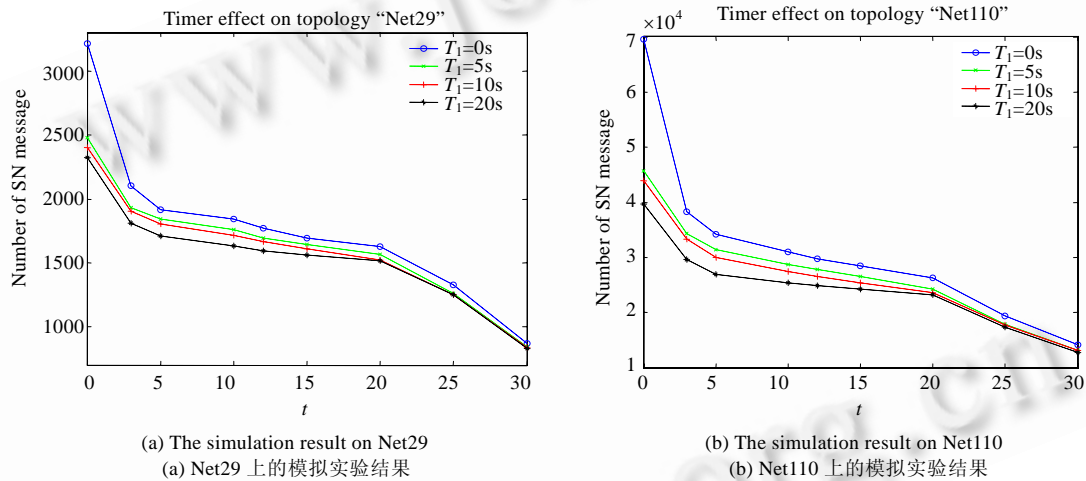 Timer effect on topology “Net29”
T1=0s
T1=5s
T1=10s
T1=20s
Number of SN message
3000
2500
2000
1500
1000
0 5 10 15 20 25 30
t
(a) The simulation result on Net29
(a) Net29 上的模拟实验结果
Timer effect on topology “Net110”
×10⁴
T1=0s
T1=5s
T1=10s
T1=20s
Number of SN message
7
6
5
4
3
2
1
0 5 10 15 20 25 30
t
(b) The simulation result on Net110
(b) Net110 上的模拟实验结果